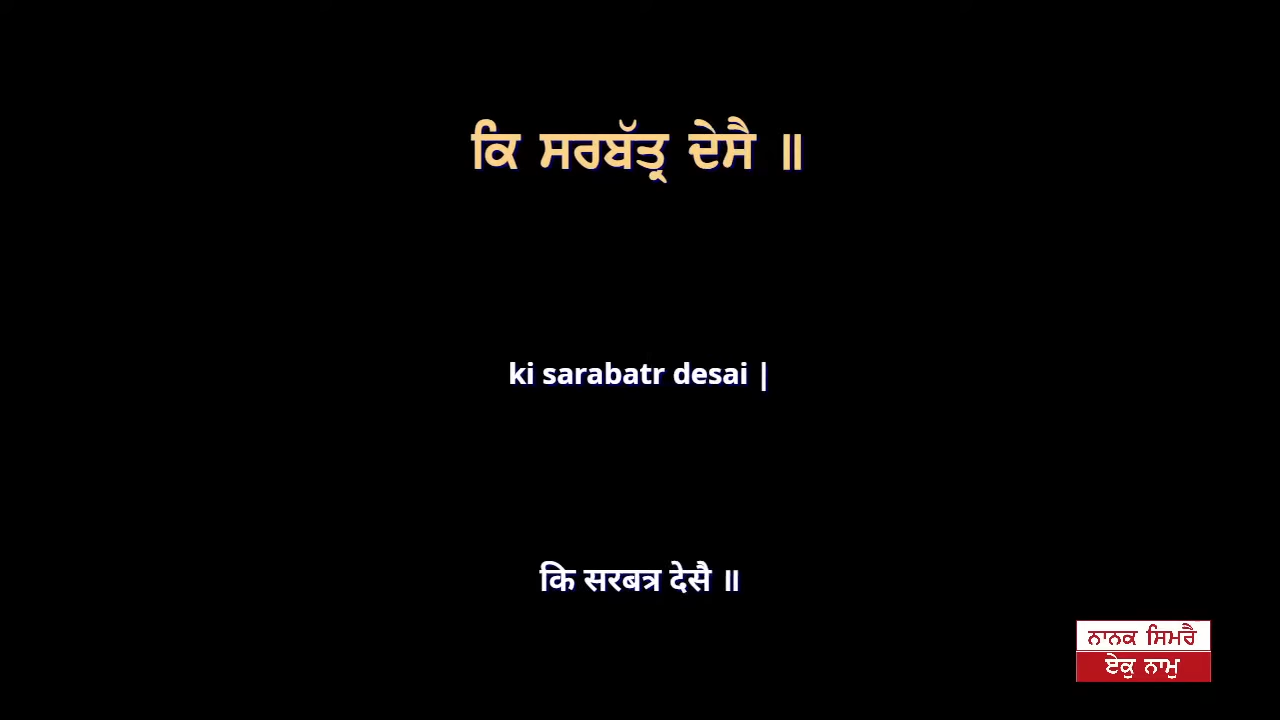 ਕਿ ਸਰਬੱਤ੍ਰ ਦੇਸੈ ॥
ki sarabatr desai |
कि सरबत्र देसै ॥
ਨਾਨਕ ਸਿਮਰੈ
ਏਕੁ ਨਾਮੁ